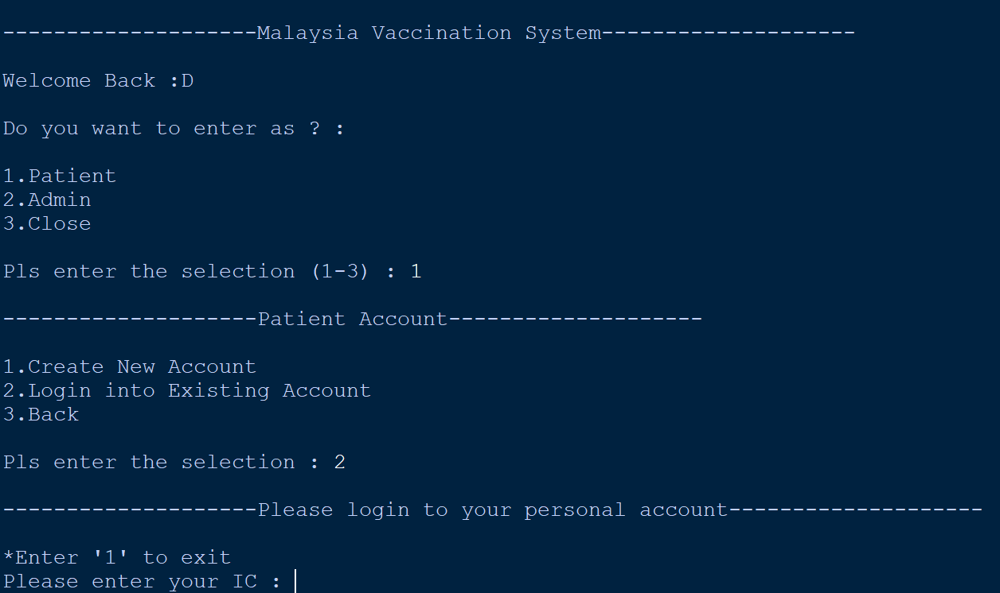 --------------------Malaysia Vaccination System--------------------
Welcome Back :D
Do you want to enter as ? :
1.Patient
2.Admin
3.Close
Pls enter the selection (1-3) : 1
--------------------Patient Account--------------------
1.Create New Account
2.Login into Existing Account
3.Back
Pls enter the selection : 2
--------------------Please login to your personal account--------------------
*Enter '1' to exit
Please enter your IC :